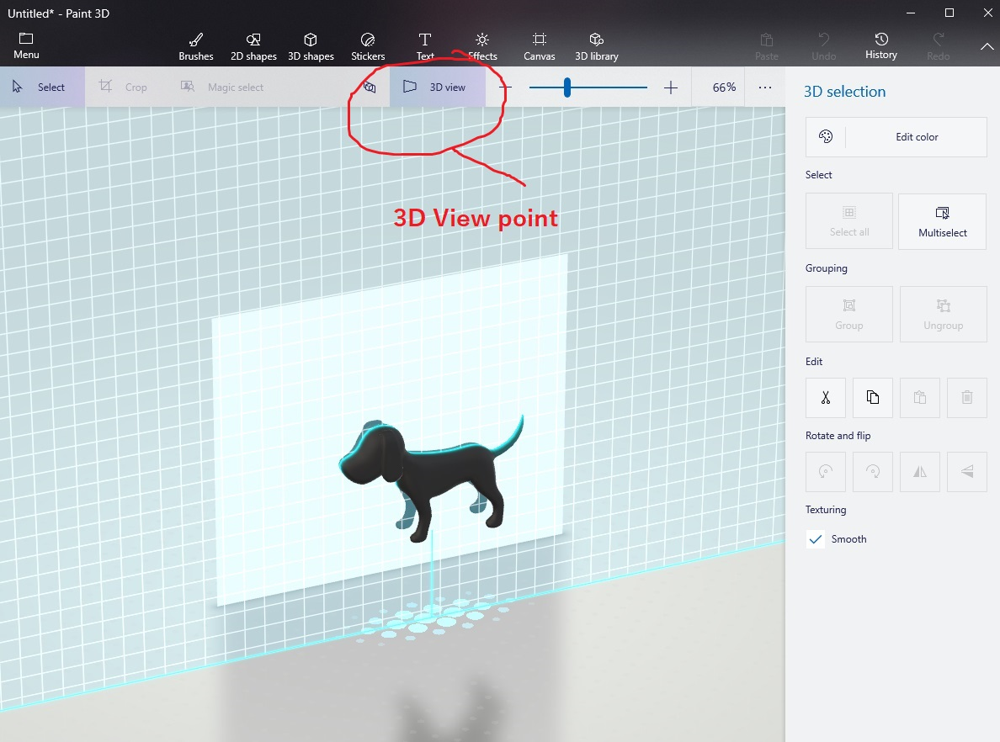 Untitled* - Paint 3D
Menu
Brushes
2D shapes
3D shapes
Stickers
Text
Effects
Canvas
3D library
Paste
Undo
History
Redo
Select
Crop
Magic select
3D view
66%
3D View point
3D selection
Edit color
Select
Select all
Multiselect
Grouping
Group
Ungroup
Edit
Rotate and flip
Texturing
Smooth